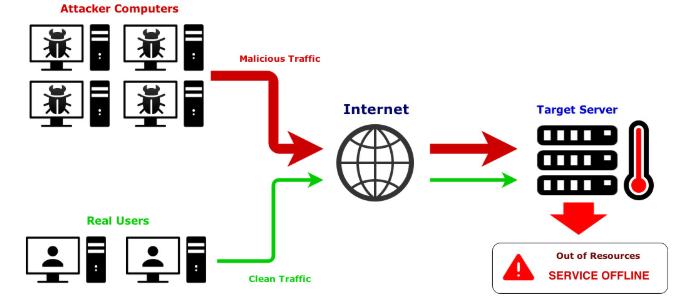 Attacker Computers
Malicious Traffic
Internet
Target Server
Real Users
Clean Traffic
Out of Resources
SERVICE OFFLINE